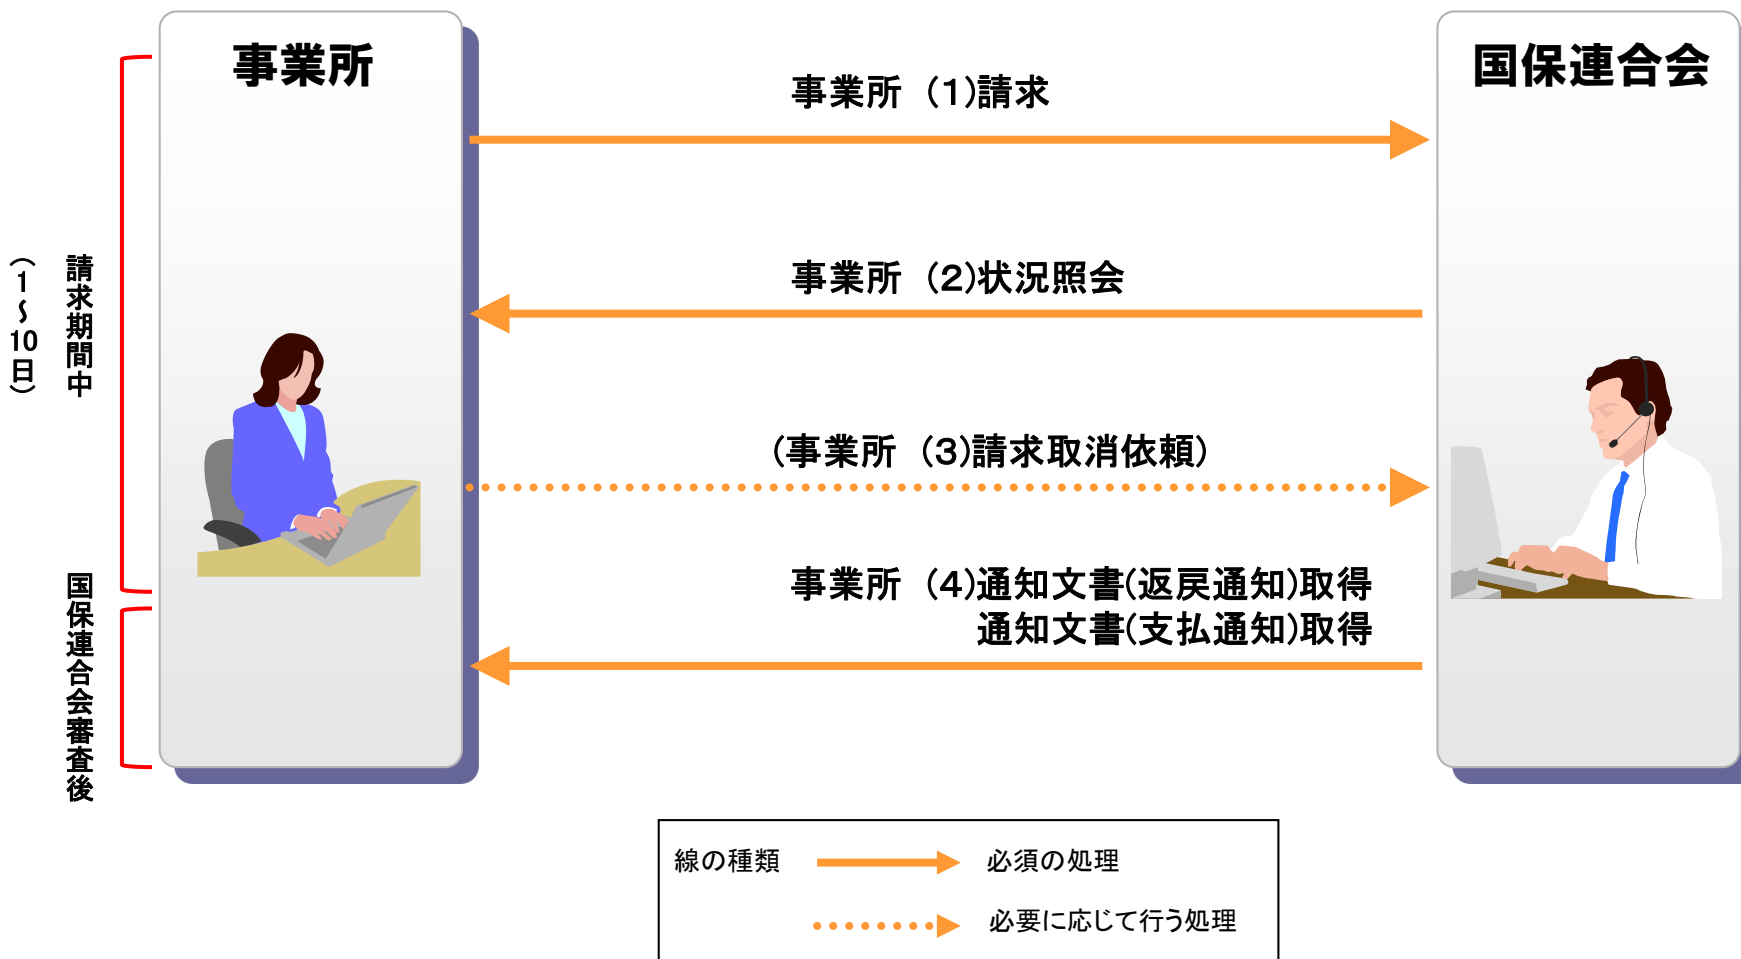 事業所
国保連合会
事業所 (1)請求
事業所 (2)状況照会
(事業所 (3)請求取消依頼)
事業所 (4)通知文書(返戻通知)取得
通知文書(支払通知)取得
請求期間中
(1～10日)
国保連合会審査後
線の種類
必須の処理
必要に応じて行う処理